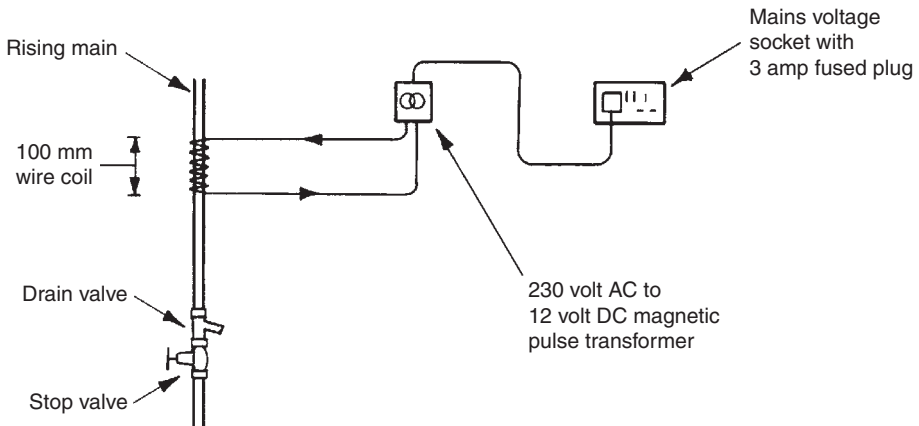 Rising main
Mains voltage
socket with
3 amp fused plug
100 mm
wire coil
Drain valve
230 volt AC to
12 volt DC magnetic
pulse transformer
Stop valve